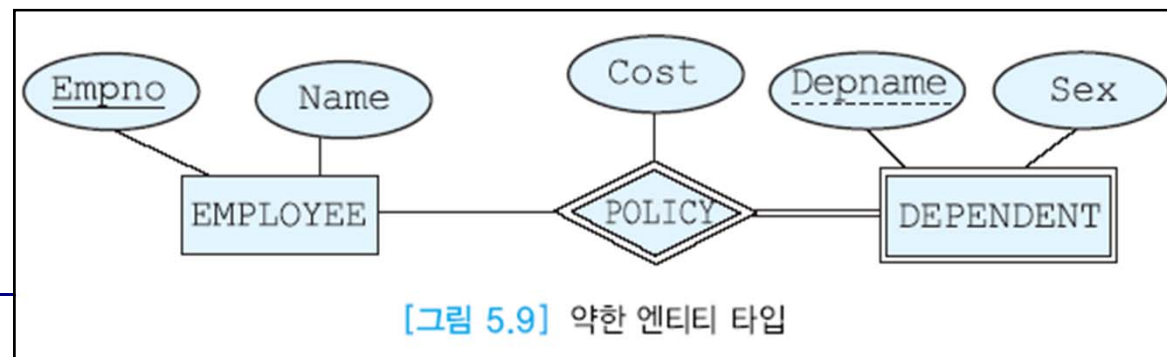 Empno
Name
Cost
Depname
Sex
EMPLOYEE
POLICY
DEPENDENT
[그림 5.9] 약한 엔티티 타입